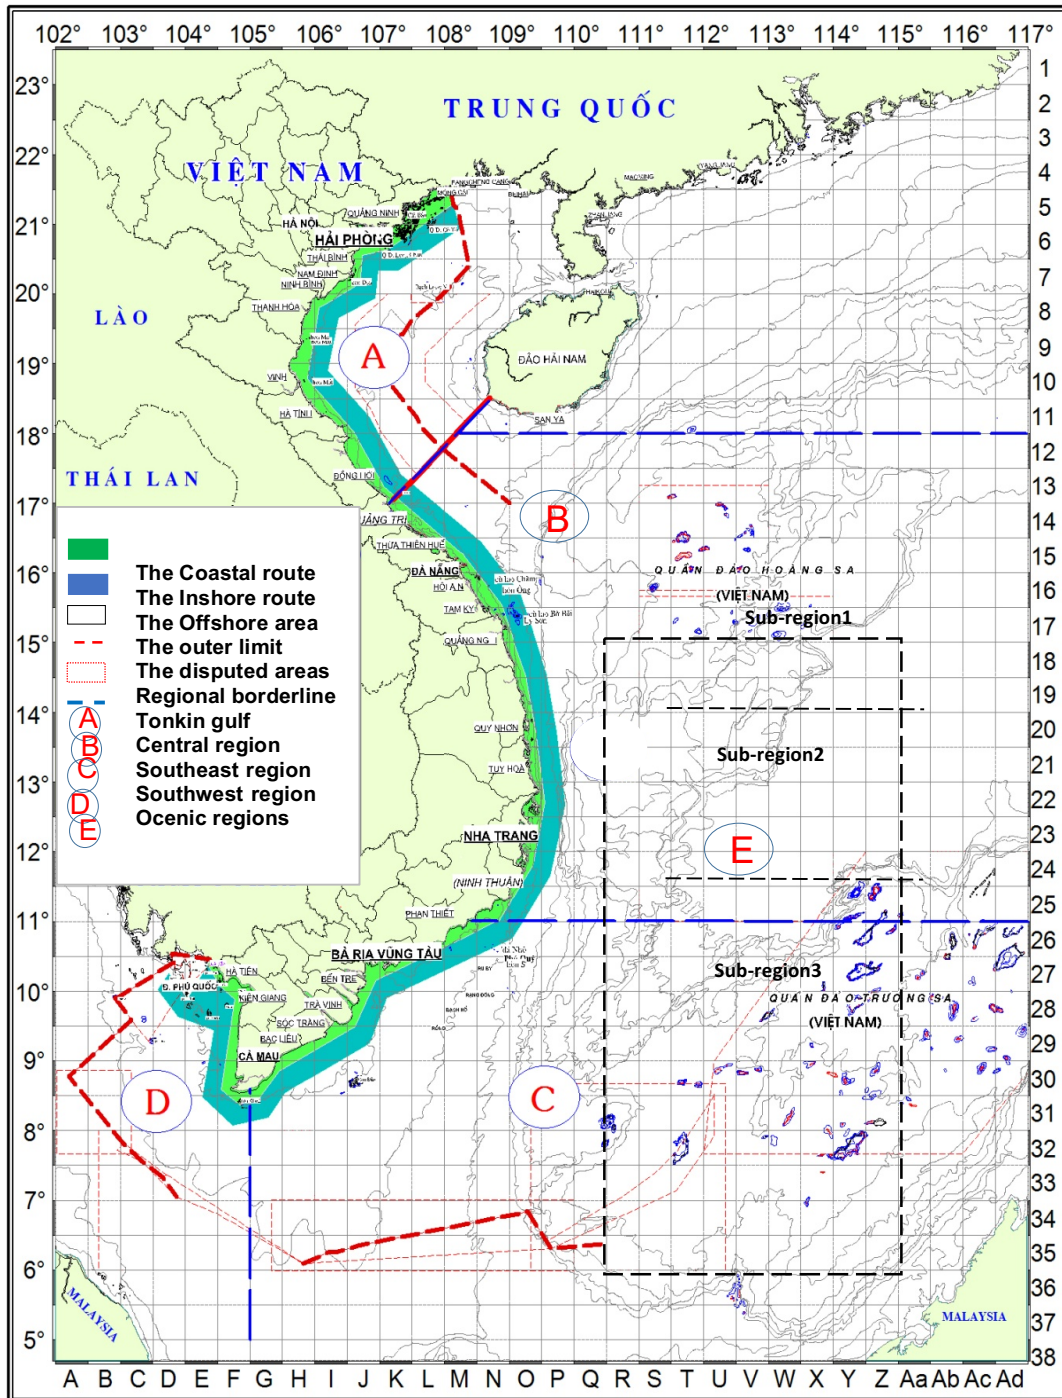 102° 103° 104° 105° 106° 107° 108° 109° 110° 111° 112° 113° 114° 115° 116° 117°
23° 1
2
TRUNG QUỐC
3
22° 4
VIỆT NAM
MÓNG CÁI
QUẢNG NINH
21° 5
HÀ NỘI
HẢI PHÒNG
6
THÁI BÌNH
7
NAM ĐỊNH
NINH BÌNH
20° 8
THANH HÓA
LÀO
9
ĐẢO HẢI NAM
19° 10
A
VINH
HÀ TĨNH
11
SAN YA
18° 12
THÁI LAN
ĐỒNG HỚI
13
17° 14
B
THỪA THIÊN HUẾ
15
ĐÀ NẴNG
16° 16
QUẦN ĐẢO HOÀNG SA
(VIỆT NAM)
HỘI AN
TAM KỲ
Sub-region1
15° 17
18
19
14° 20
QUY NHƠN
Sub-region2
21
TUY HOÀ
13° 22
NHA TRANG
23
12° 24
E
(NINH THUẬN)
25
PHAN THIẾT
11° 26
BÀ RỊA VŨNG TÀU
27
Sub-region3
HÀ TIÊN
BẾN TRE
10° 28
Đ. PHÚ QUỐC
KIÊN GIANG
TRÀ VINH
QUẦN ĐẢO TRƯỜNG SA
(VIỆT NAM)
SÓC TRĂNG
BẠC LIÊU
29
CÀ MAU
9° 30
D
C
31
8° 32
33
7° 34
35
6° 36
MALAYSIA
MALAYSIA
37
5° 38
A B C D E F G H I J K L M N O P Q R S T U V W X Y Z Aa Ab Ac Ad
The Coastal route
The Inshore route
The Offshore area
The outer limit
The disputed areas
Regional borderline
A Tonkin gulf
B Central region
C Southeast region
D Southwest region
E Ocenic regions